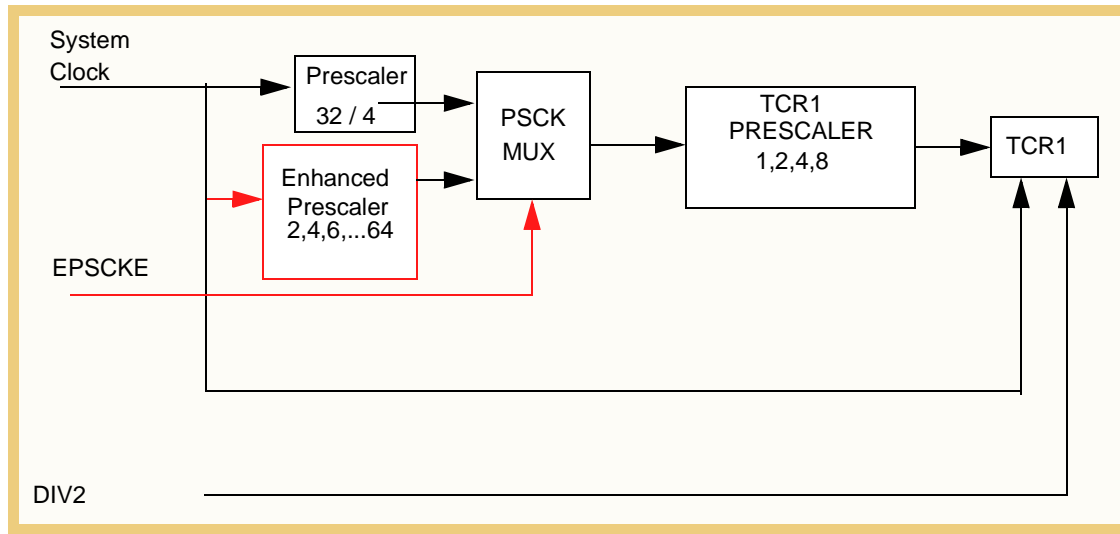 System
Clock
Prescaler
32 / 4
PSCK
MUX
TCR1
PRESCALER
1,2,4,8
TCR1
Enhanced
Prescaler
2,4,6,...64
EPSCKE
DIV2